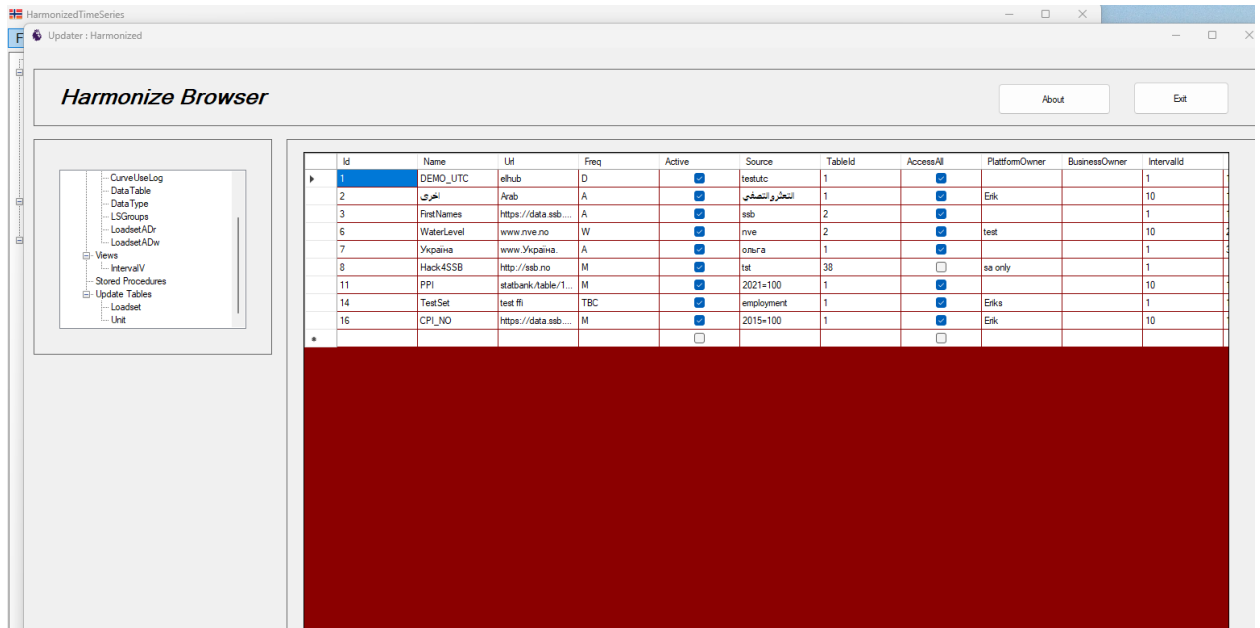 HarmonizedTimeSeries
F
Updater : Harmonized
Harmonize Browser
About
Exit
CurveUseLog
DataTable
DataType
LSGroups
LoadsetADr
LoadsetADw
Views
IntervalV
Stored Procedures
Update Tables
Loadset
Unit
Id Name Url Freq Active Source TableId AccessAll PlattformOwner BusinessOwner IntervalId
1 DEMO_UTC elhub D testutc 1 1
2 اخرى Arab A التعثر والتصفي 1 Erik 10
3 FirstNames https://data.ssb.... A ssb 2 1
6 WaterLevel www.nve.no W nve 2 test 10
7 Україна www.Україна. A ольга 1 1
8 Hack4SSB http://ssb.no M tst 38 sa only 1
11 PPI statbank/table/1... M 2021=100 1 10
14 TestSet test ffi TBC employment 1 Eriks 1
16 CPI_NO https://data.ssb.... M 2015=100 1 Erik 10